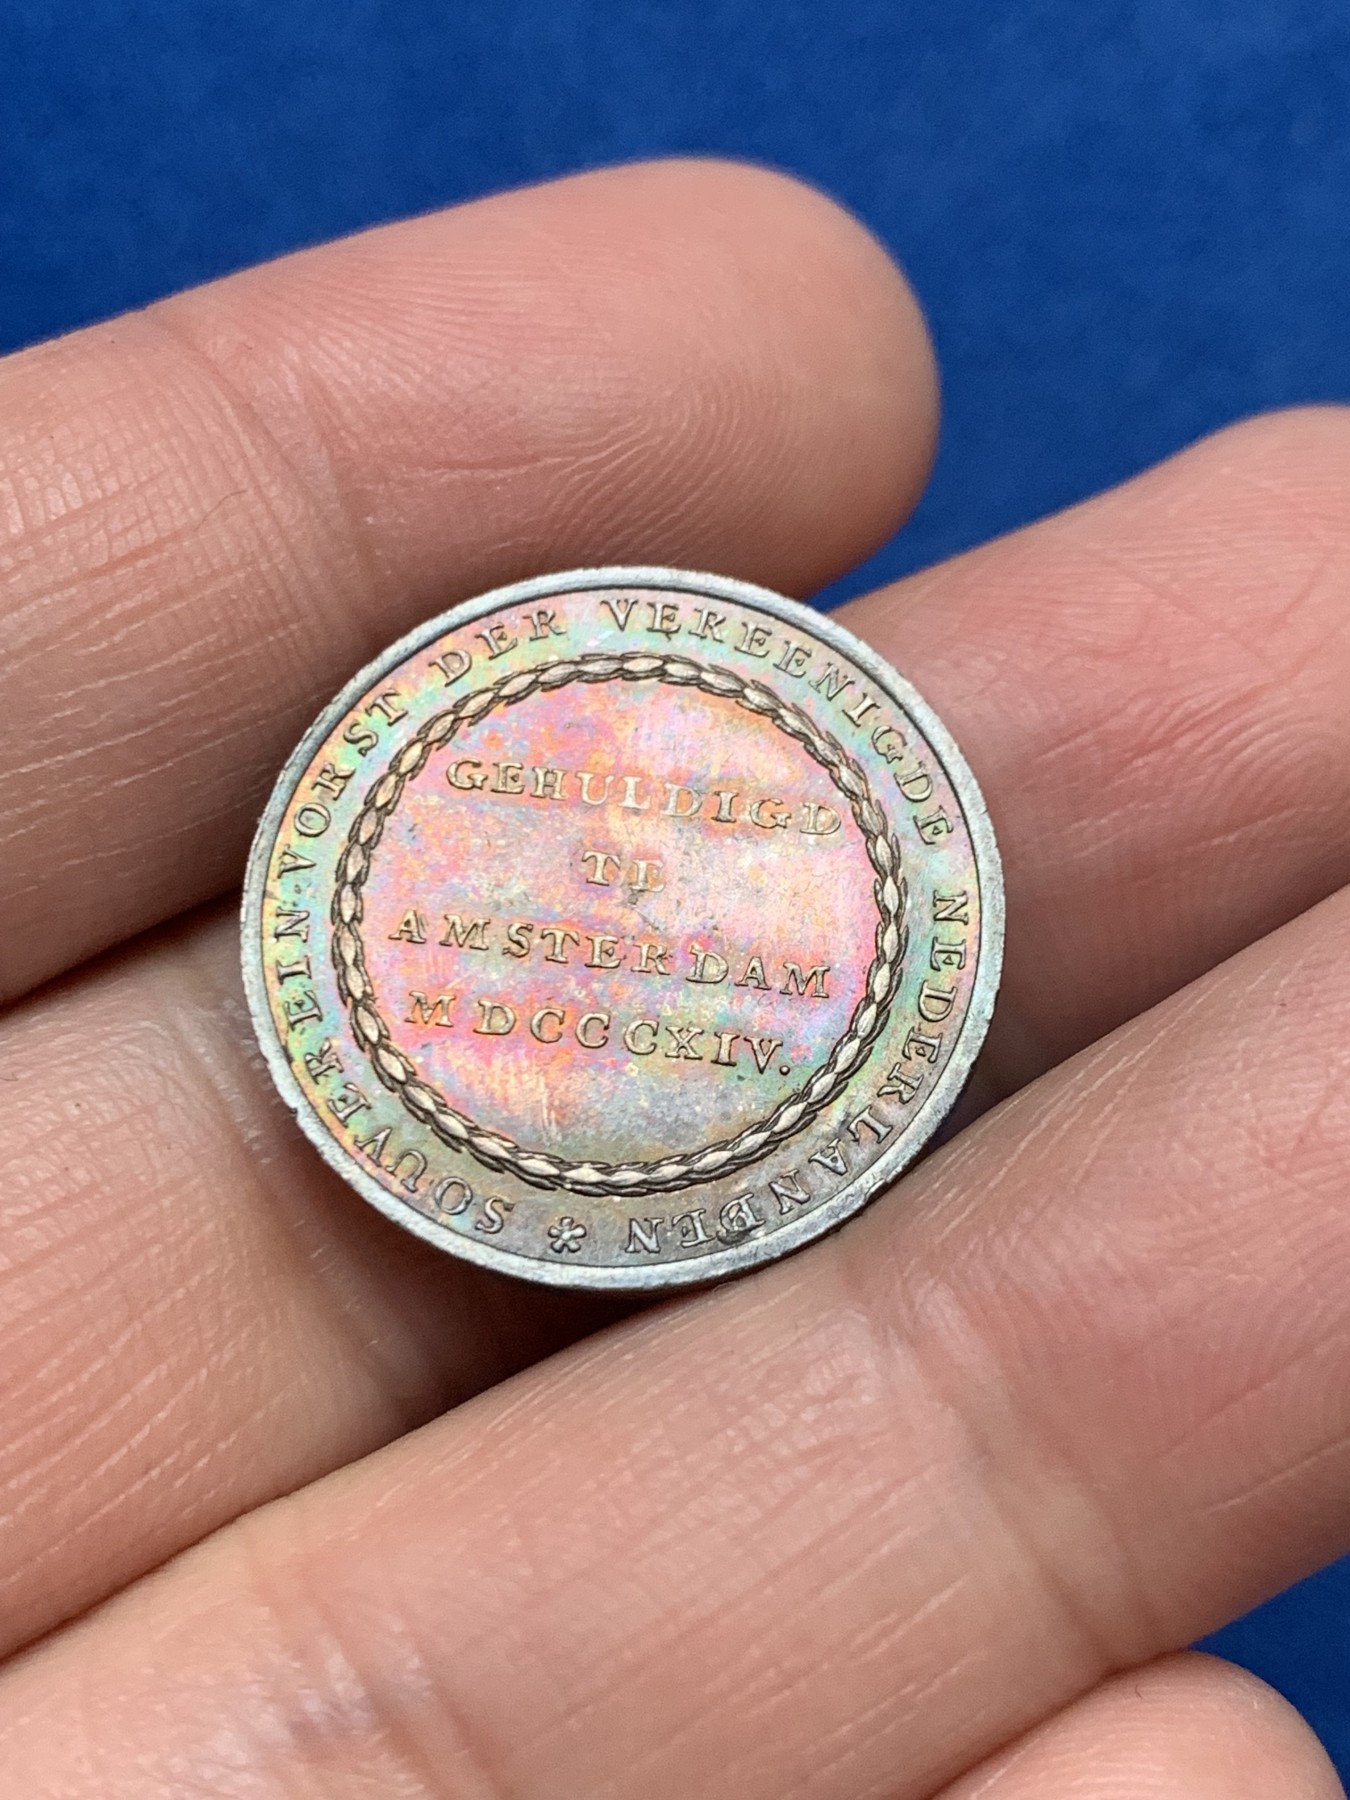 SOUVEREIN VORST DER VEREENIGDE NEDERLANDEN
GEHULDIGD
TE
AMSTERDAM
MDCCCXIV.